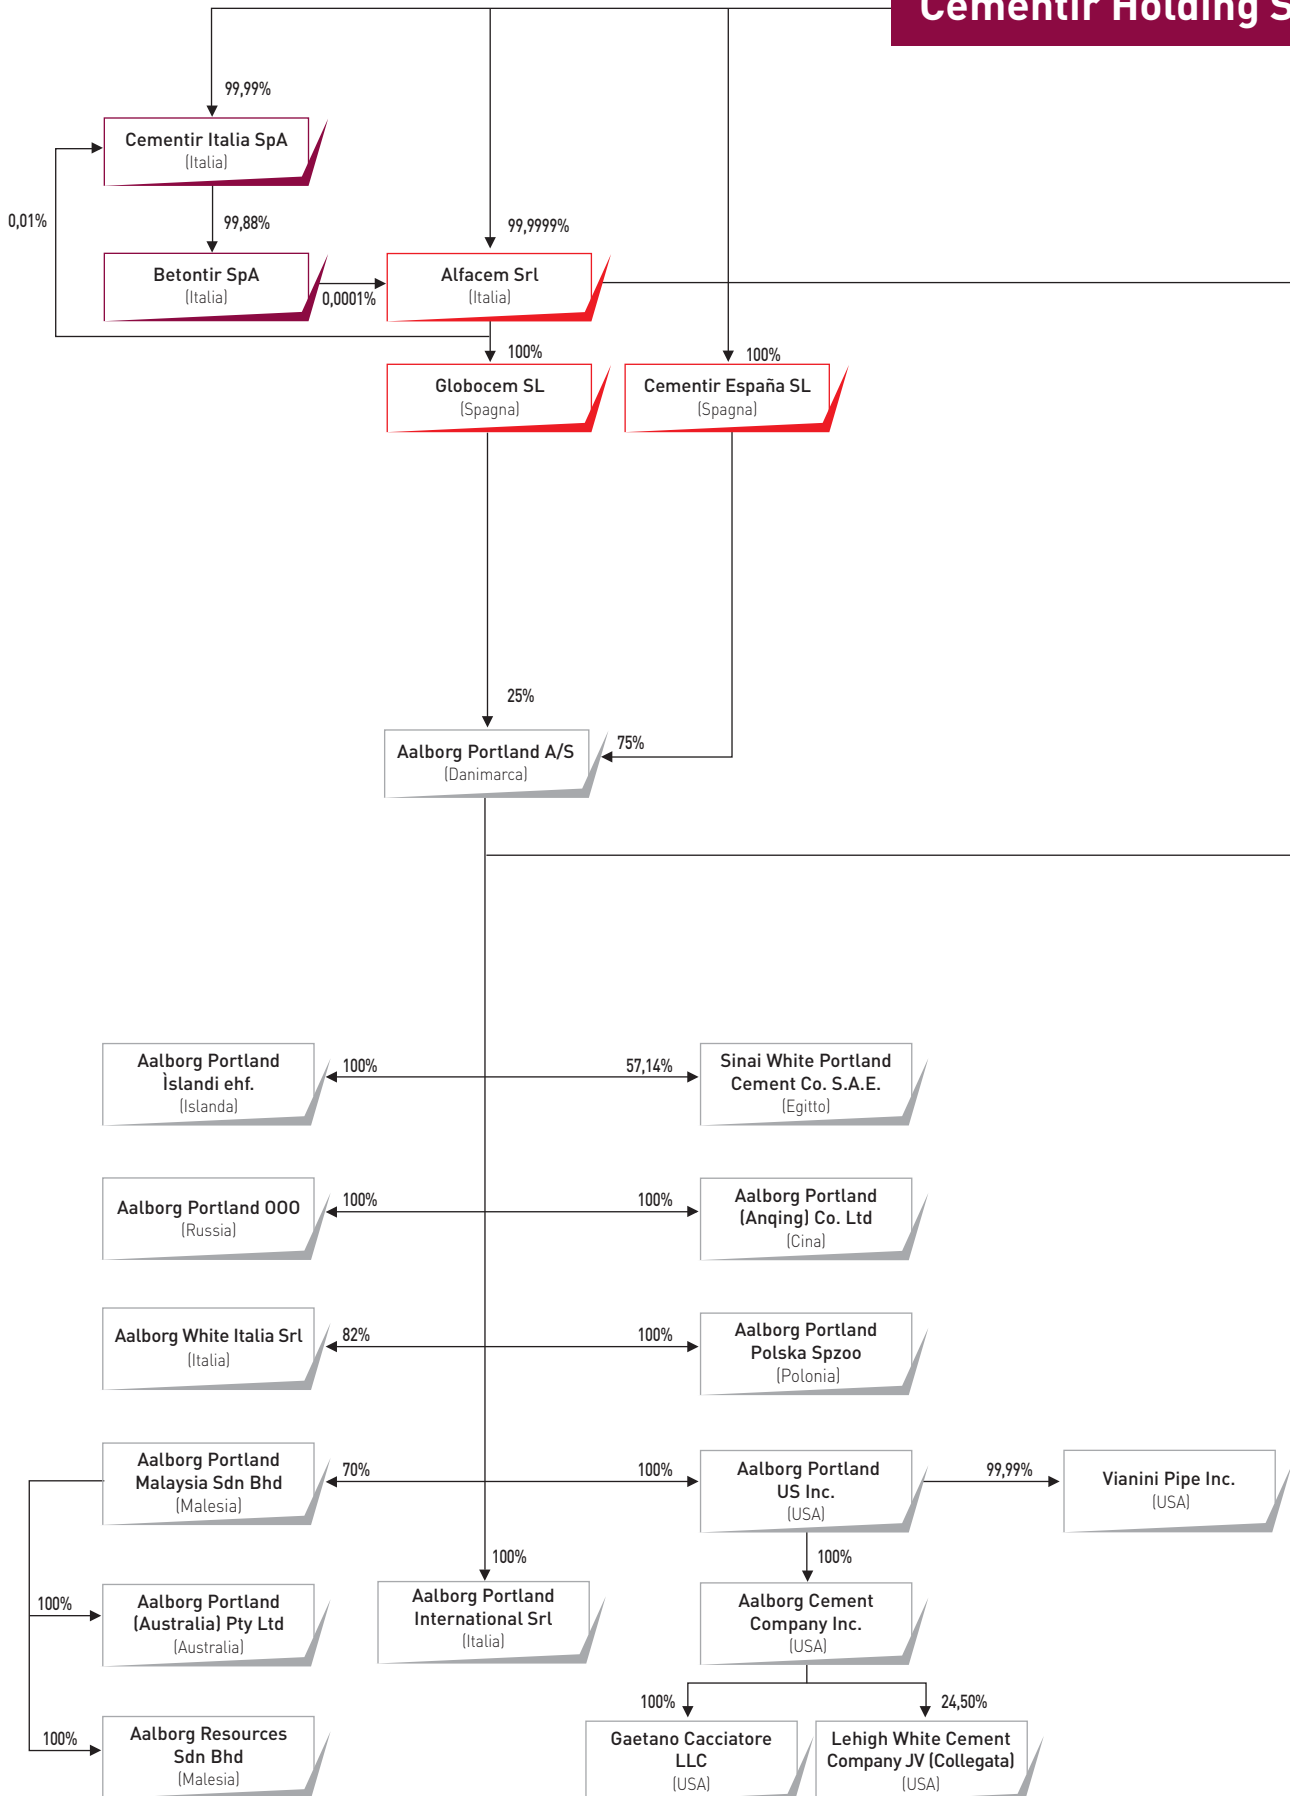 Cementir Holding S
99,99%
Cementir Italia SpA
(Italia)
0,01%
99,88%
99,9999%
Betontir SpA
(Italia)
0,0001%
Alfacem Srl
(Italia)
100%
100%
Globocem SL
(Spagna)
Cementir España SL
(Spagna)
25%
75%
Aalborg Portland A/S
(Danimarca)
Aalborg Portland
Ìslandi ehf.
(Islanda)
100%
57,14%
Sinai White Portland
Cement Co. S.A.E.
(Egitto)
Aalborg Portland OOO
(Russia)
100%
100%
Aalborg Portland
(Anqing) Co. Ltd
(Cina)
Aalborg White Italia Srl
(Italia)
82%
100%
Aalborg Portland
Polska Spzoo
(Polonia)
Aalborg Portland
Malaysia Sdn Bhd
(Malesia)
70%
100%
Aalborg Portland
US Inc.
(USA)
99,99%
Vianini Pipe Inc.
(USA)
100%
100%
100%
Aalborg Portland
(Australia) Pty Ltd
(Australia)
Aalborg Portland
International Srl
(Italia)
Aalborg Cement
Company Inc.
(USA)
100%
24,50%
100%
Aalborg Resources
Sdn Bhd
(Malesia)
Gaetano Cacciatore
LLC
(USA)
Lehigh White Cement
Company JV (Collegata)
(USA)